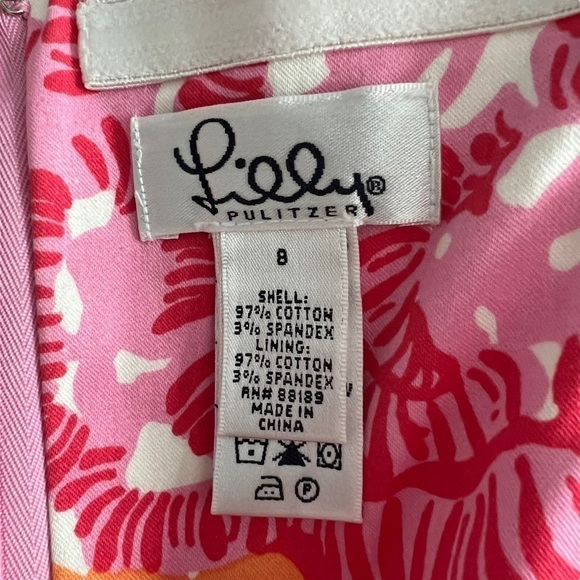 Lilly®
PULITZER
8
SHELL:
97% COTTON
3% SPANDEX
LINING:
97% COTTON
3% SPANDEX
RN# 88189
MADE IN
CHINA
P